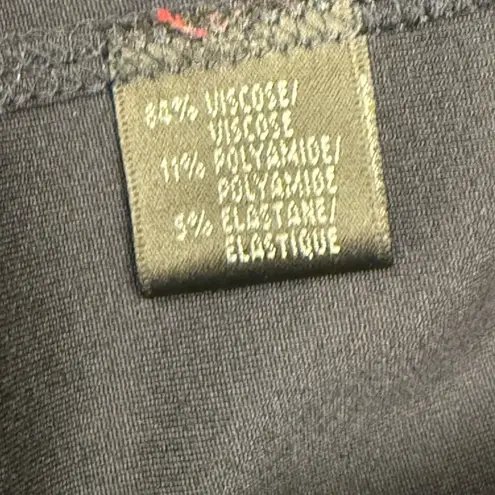 84% VISCOSE/
VISCOSE
11% POLYAMIDE/
POLYAMIDE
5% ELASTANE/
ELASTIQUE